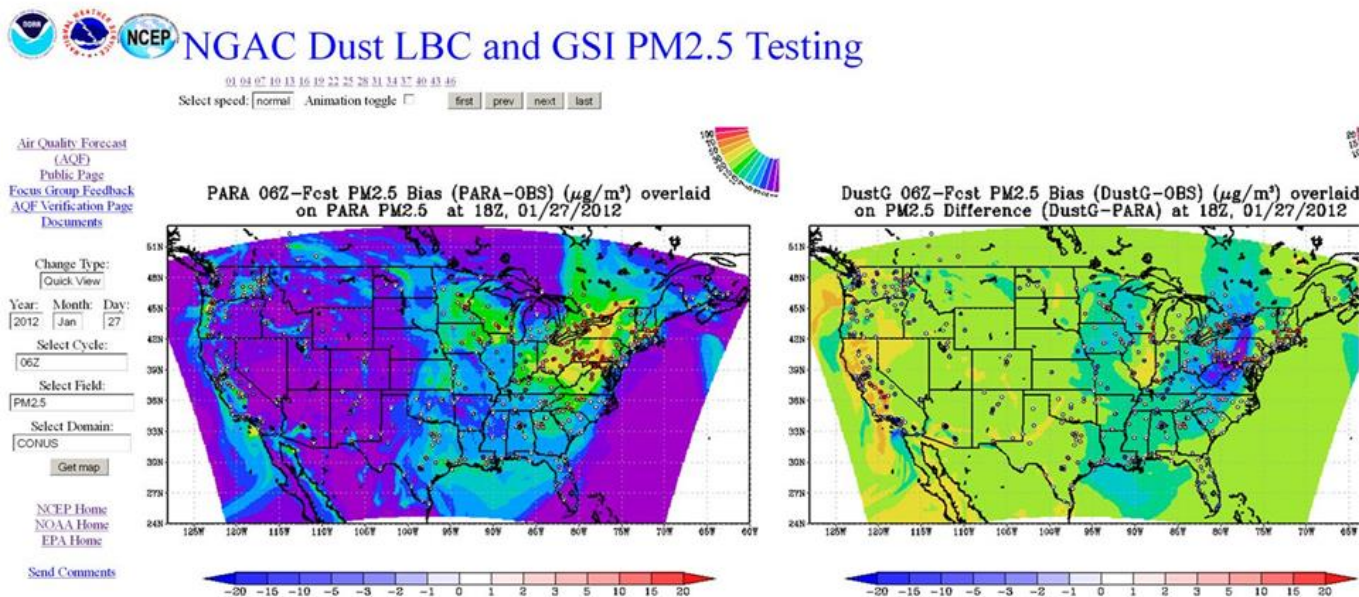 NOAA
NATIONAL WEATHER SERVICE
NCEP
NGAC Dust LBC and GSI PM2.5 Testing
01 04 07 10 13 16 19 22 25 28 31 34 37 40 43 46
Select speed: normal Animation toggle first prev next last
Air Quality Forecast
(AQF)
Public Page
Focus Group Feedback
AQF Verification Page
Documents
Change Type:
Quick View
Year: Month: Day:
2012 Jan 27
Select Cycle:
06Z
Select Field:
PM2.5
Select Domain:
CONUS
Get map
NCEP Home
NOAA Home
EPA Home
Send Comments
100
PARA 06Z-Fcst PM2.5 Bias (PARA-OBS) (μg/m³) overlaid
on PARA PM2.5 at 18Z, 01/27/2012
51N
48N
45N
42N
39N
36N
33N
30N
27N
24N
125W 120W 115W 110W 105W 100W 95W 90W 85W 80W 75W 70W 65W 60W
-20 -15 -10 -5 -3 -2 -1 0 1 2 3 5 10 15 20
20
15
10
DustG 06Z-Fcst PM2.5 Bias (DustG-OBS) (μg/m³) overlaid
on PM2.5 Difference (DustG-PARA) at 18Z, 01/27/2012
51N
48N
45N
42N
39N
36N
33N
30N
27N
24N
125W 120W 115W 110W 105W 100W 95W 90W 85W 80W 75W 70W 65W
-20 -15 -10 -5 -3 -2 -1 0 1 2 3 5 10 15 20